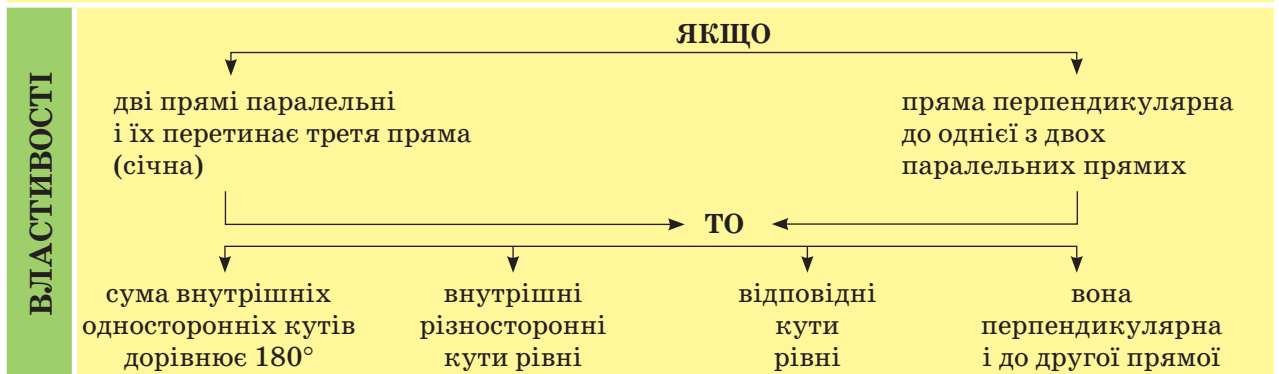 ВЛАСТИВОСТІ
ЯКЩО
дві прямі паралельні
і їх перетинає третя пряма
(січна)
пряма перпендикулярна
до однієї з двох
паралельних прямих
ТО
сума внутрішніх
односторонніх кутів
дорівнює 180°
внутрішні
різносторонні
кути рівні
відповідні
кути
рівні
вона
перпендикулярна
і до другої прямої